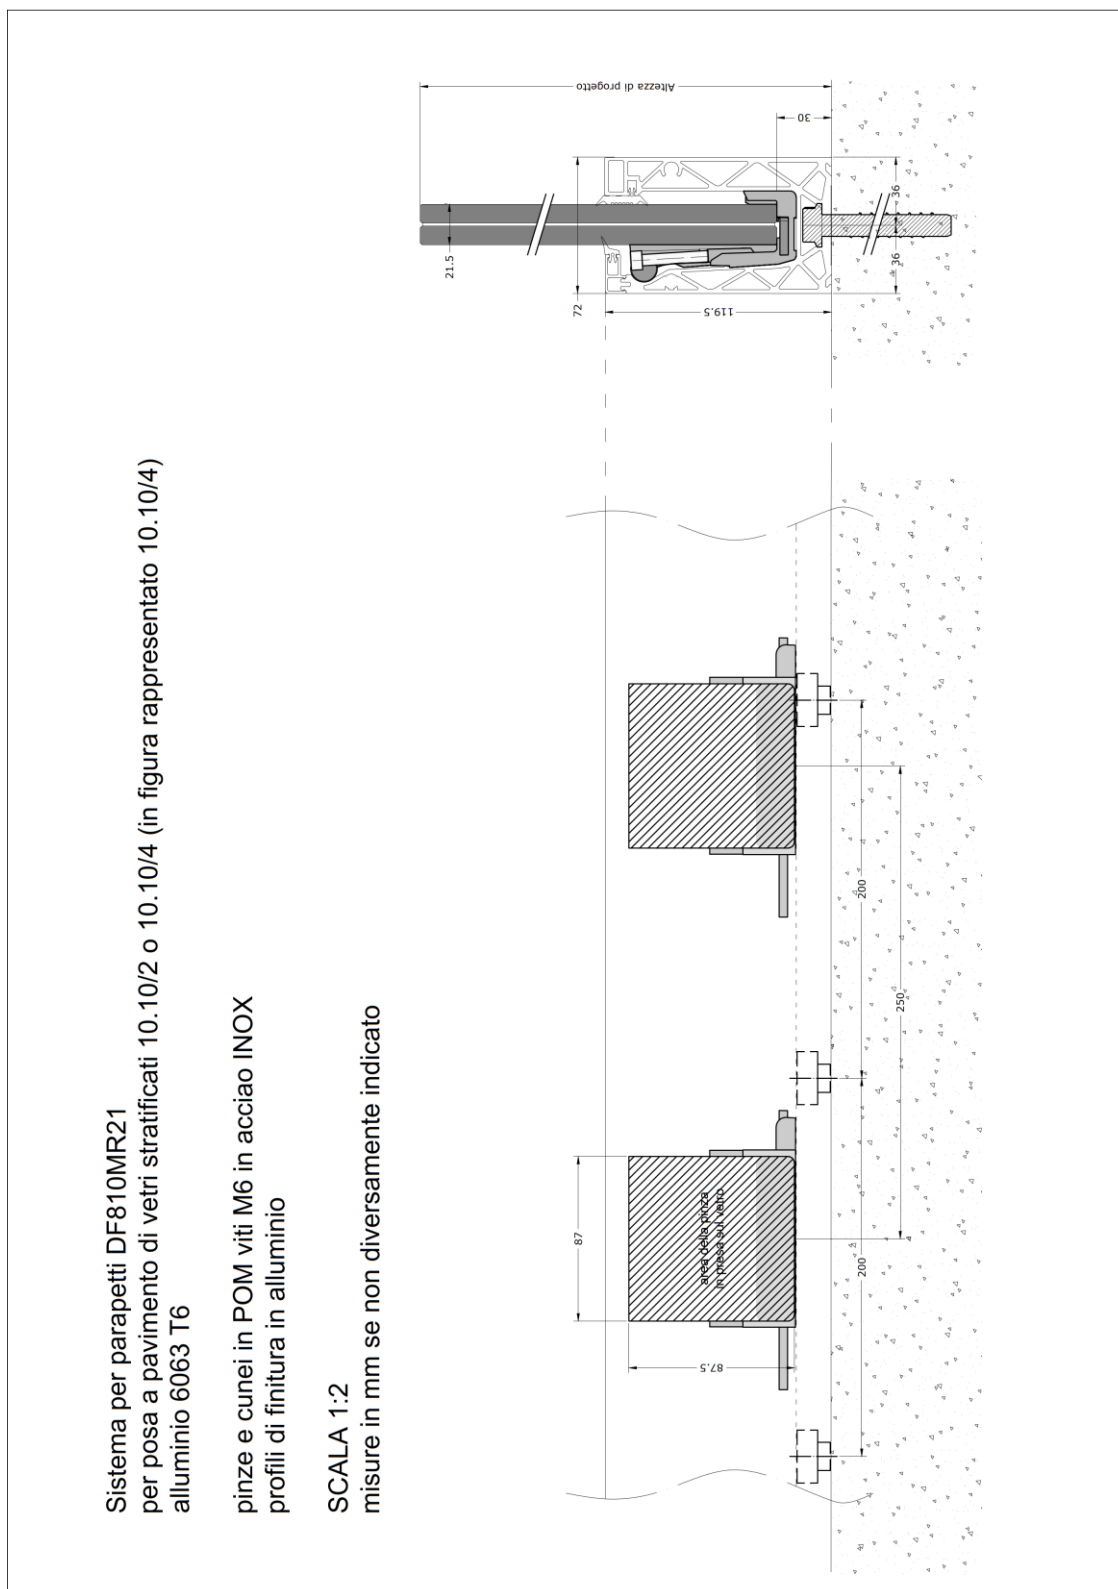 Sistema per parapetti DF810MR21
per posa a pavimento di vetri stratificati 10.10/2 o 10.10/4 (in figura rappresentato 10.10/4)
alluminio 6063 T6
pinze e cunei in POM viti M6 in acciao INOX
profili di finitura in alluminio
SCALA 1:2
misure in mm se non diversamente indicato
87
87.5
area della pinza
in presa sul vetro
200
250
200
Altezza di progetto
30
21.5
72
119.5
36
36